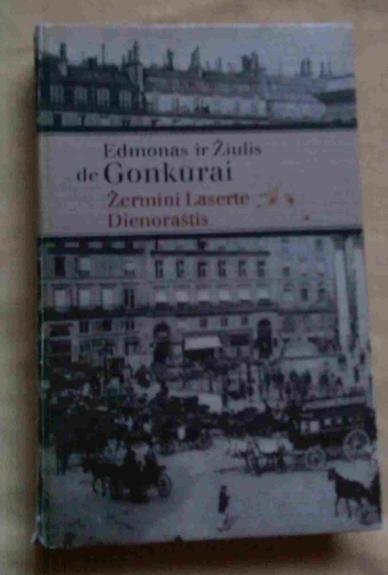 Edmonas ir Žiulis
de Gonkūrai
Žermini Laserte
Dienoraštis